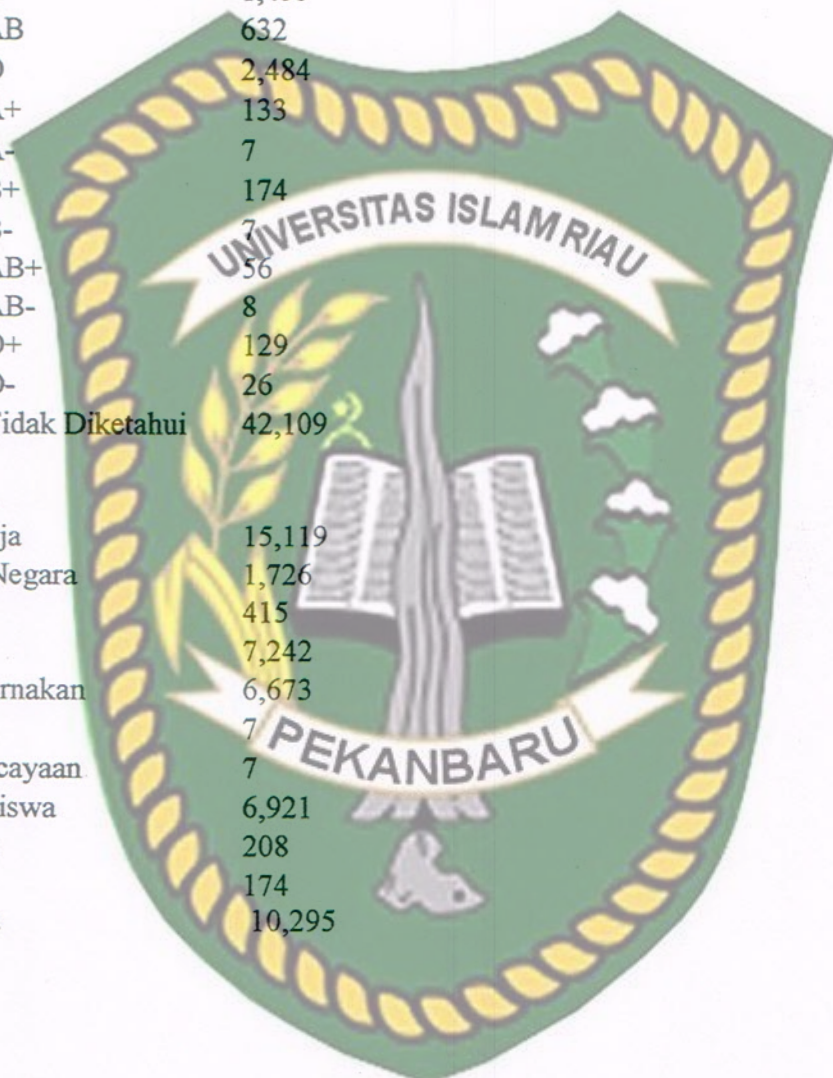 AB 632
2,484
A+ 133
A- 7
B+ 174
7
UNIVERSITAS ISLAM RIAU
AB+ 56
AB- 8
O+ 129
O- 26
Tidak Diketahui 42,109
ja 15,119
Negara 1,726
415
7,242
rnakan 6,673
7
PEKANBARU
cayaan 7
iswa 6,921
208
174
10,295